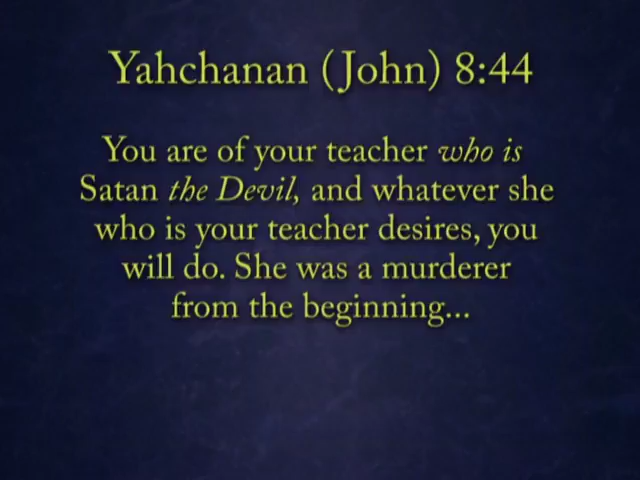 Yahchanan (John) 8:44
You are of your teacher who is
Satan the Devil, and whatever she
who is your teacher desires, you
will do. She was a murderer
from the beginning...